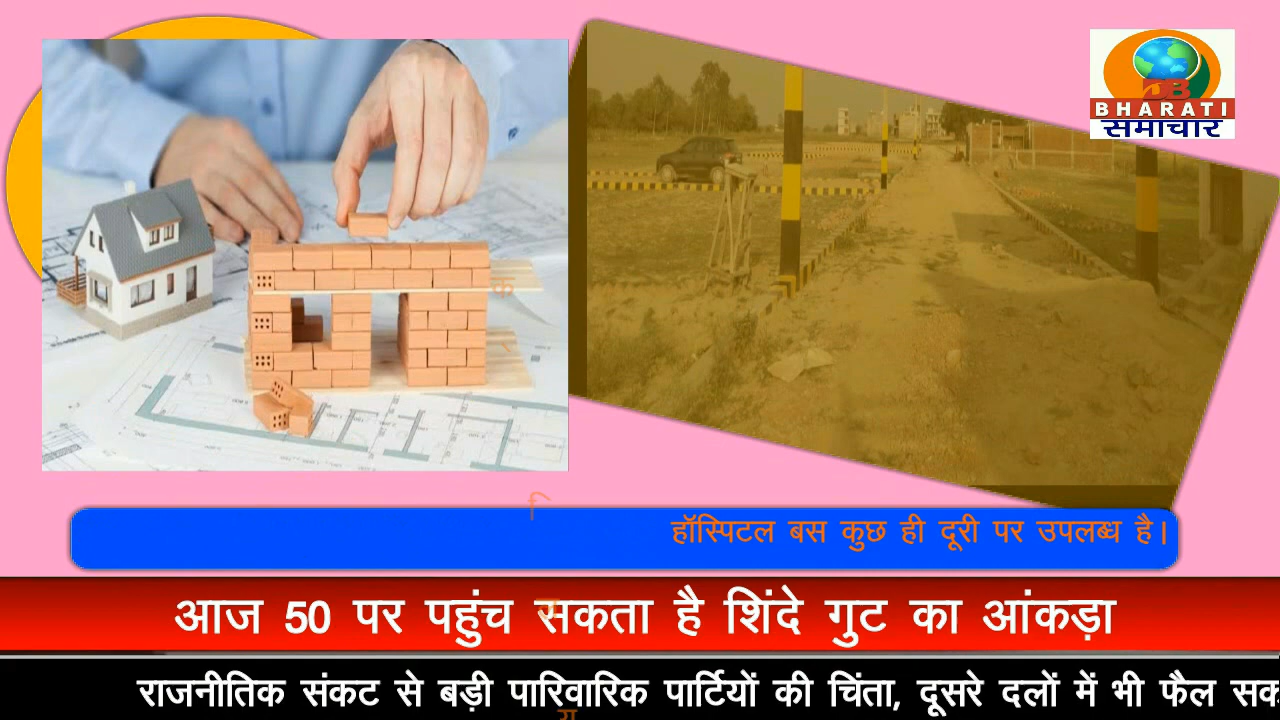 BHARATI
समाचार
हॉस्पिटल बस कुछ ही दूरी पर उपलब्ध है।
आज 50 पर पहुंच सकता है शिंदे गुट का आंकड़ा
राजनीतिक संकट से बड़ी पारिवारिक पार्टियों की चिंता, दूसरे दलों में भी फैल